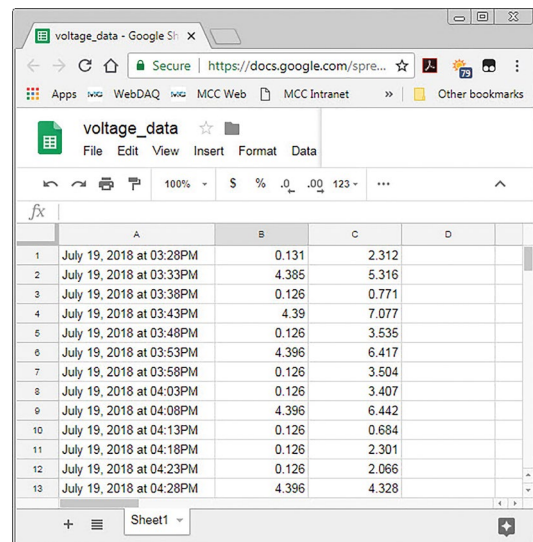 voltage_data - Google Sh
Secure | https://docs.google.com/spre...
79
Apps WebDAQ MCC Web MCC Intranet » Other bookmarks
voltage_data
File Edit View Insert Format Data
100% $ % .0 .00 123 ...
fx
A B C D
1 July 19, 2018 at 03:28PM 0.131 2.312
2 July 19, 2018 at 03:33PM 4.385 5.316
3 July 19, 2018 at 03:38PM 0.126 0.771
4 July 19, 2018 at 03:43PM 4.39 7.077
5 July 19, 2018 at 03:48PM 0.126 3.535
6 July 19, 2018 at 03:53PM 4.396 6.417
7 July 19, 2018 at 03:58PM 0.126 3.504
8 July 19, 2018 at 04:03PM 0.126 3.407
9 July 19, 2018 at 04:08PM 4.396 6.442
10 July 19, 2018 at 04:13PM 0.126 0.684
11 July 19, 2018 at 04:18PM 0.126 2.301
12 July 19, 2018 at 04:23PM 0.126 2.066
13 July 19, 2018 at 04:28PM 4.396 4.328
Sheet1